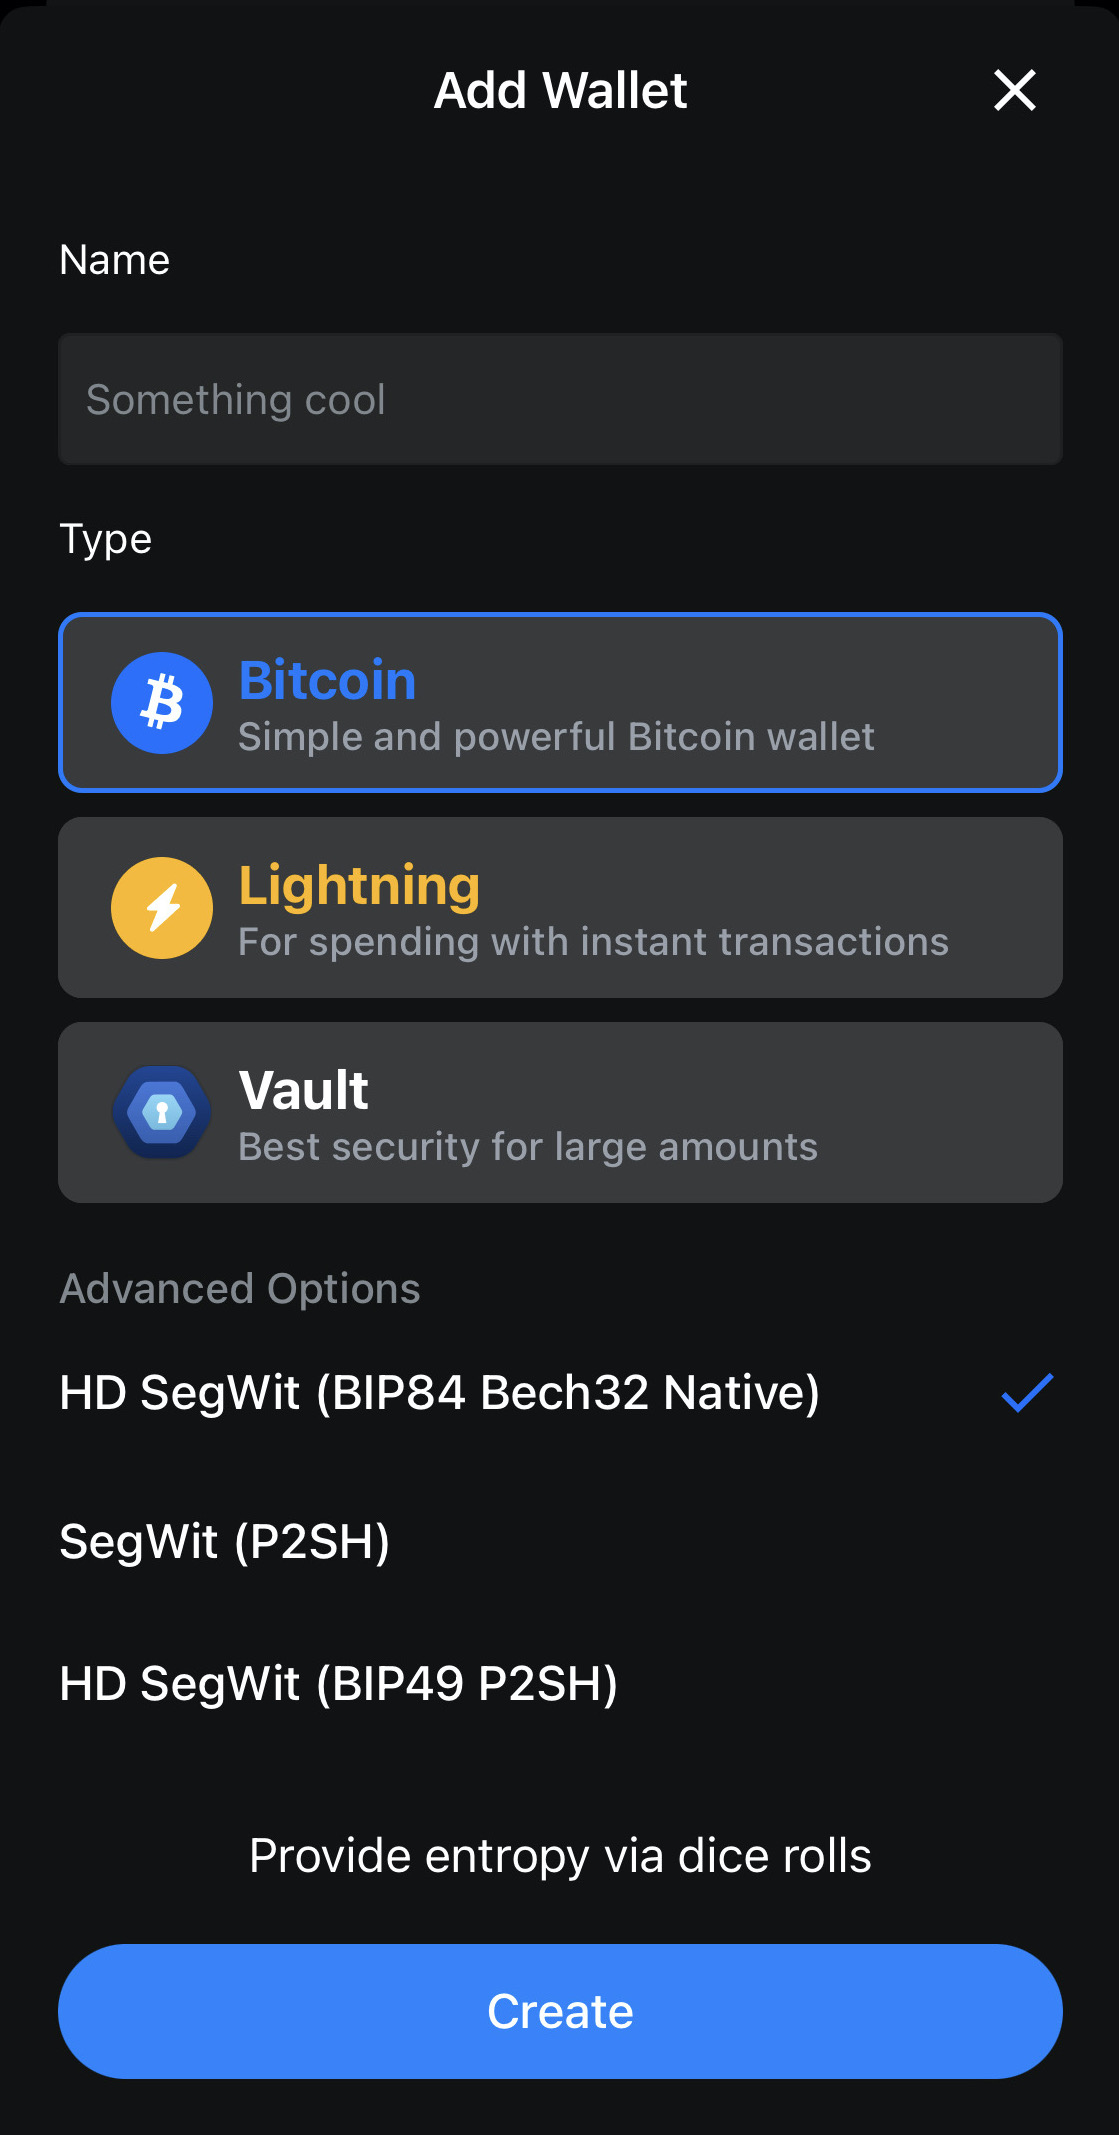 Add Wallet
Name
Something cool
Type
Bitcoin
Simple and powerful Bitcoin wallet
Lightning
For spending with instant transactions
Vault
Best security for large amounts
Advanced Options
HD SegWit (BIP84 Bech32 Native)
SegWit (P2SH)
HD SegWit (BIP49 P2SH)
Provide entropy via dice rolls
Create